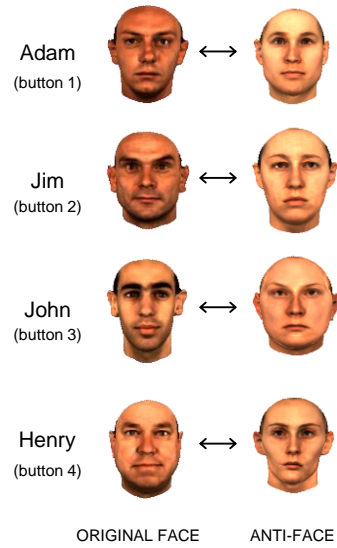 Adam
(button 1)
Jim
(button 2)
John
(button 3)
Henry
(button 4)
ORIGINAL FACE ANTI-FACE